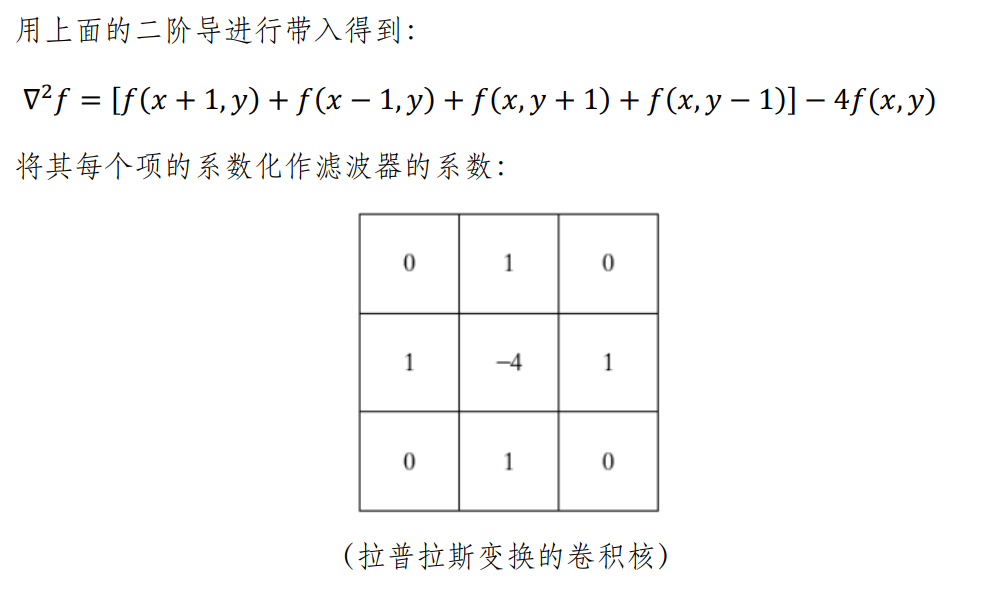 用上面的二阶导进行带入得到：
∇²f = [f(x + 1, y) + f(x − 1, y) + f(x, y + 1) + f(x, y − 1)] − 4f(x, y)
将其每个项的系数化作滤波器的系数：
0 1 0
1 −4 1
0 1 0
（拉普拉斯变换的卷积核）